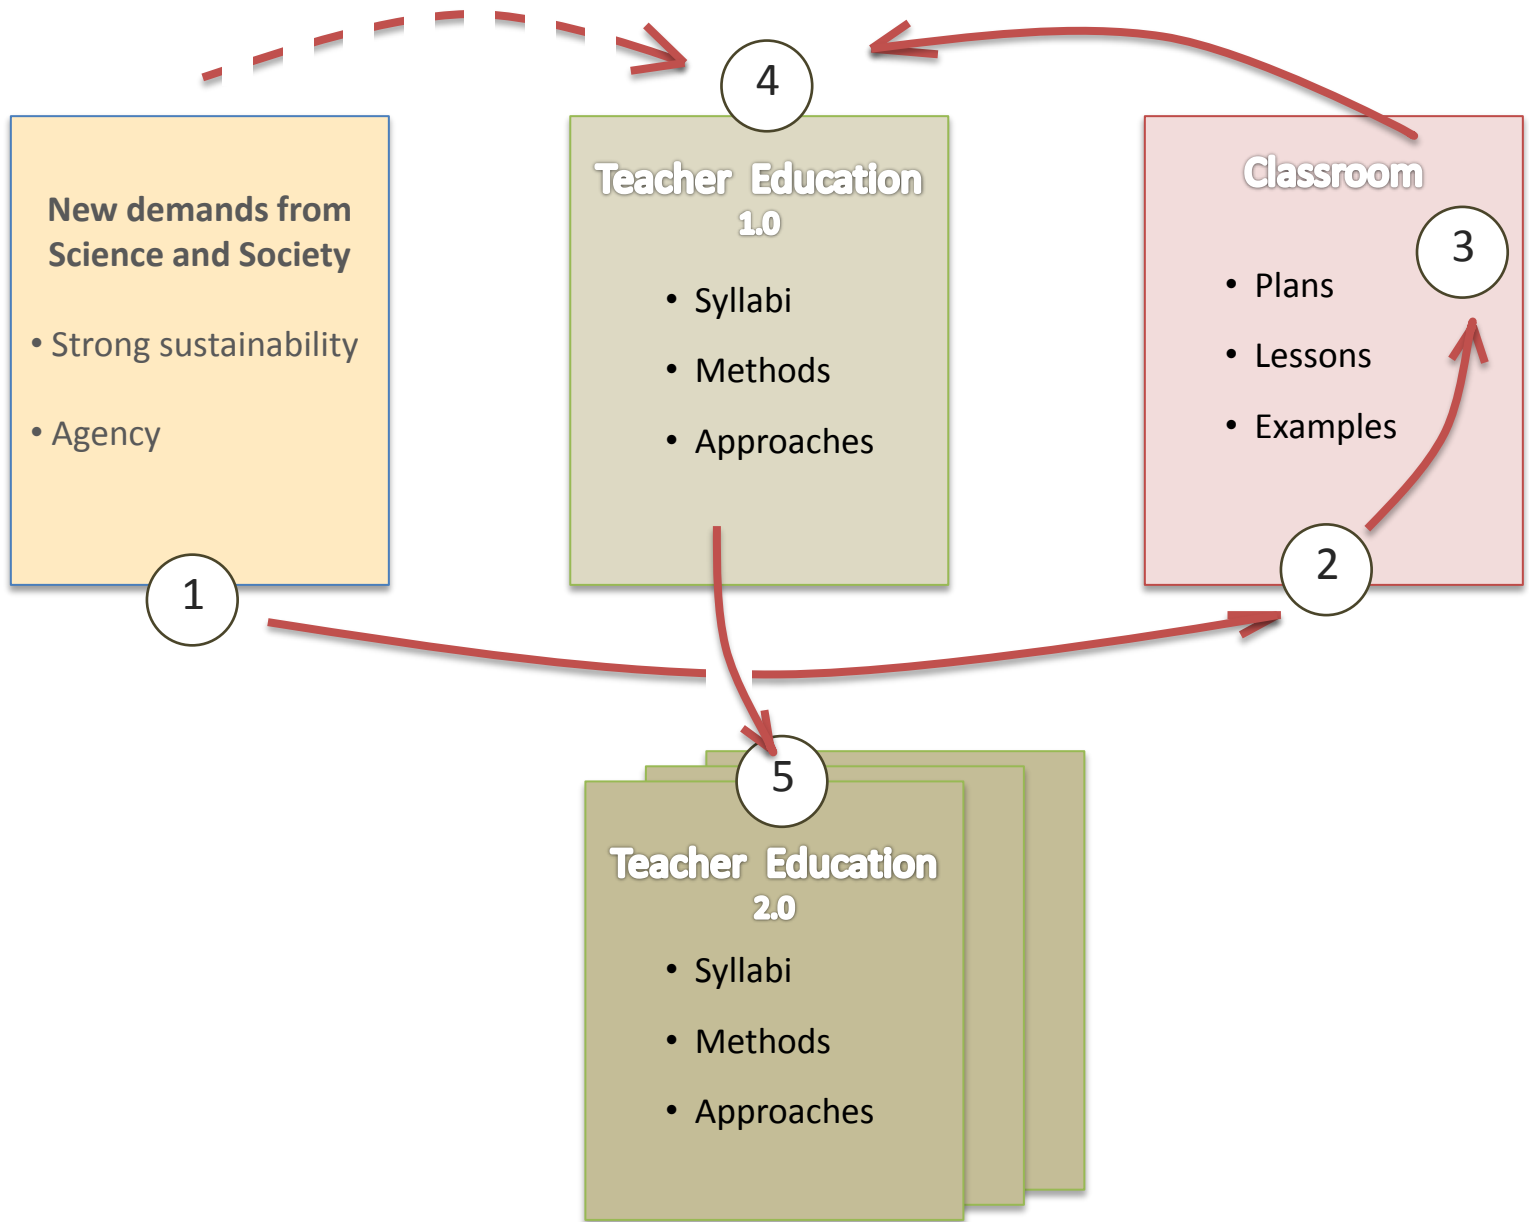 4
New demands from
Science and Society
• Strong sustainability
• Agency
1
Teacher Education
1.0
• Syllabi
• Methods
• Approaches
Classroom
3
• Plans
• Lessons
• Examples
2
5
Teacher Education
2.0
• Syllabi
• Methods
• Approaches